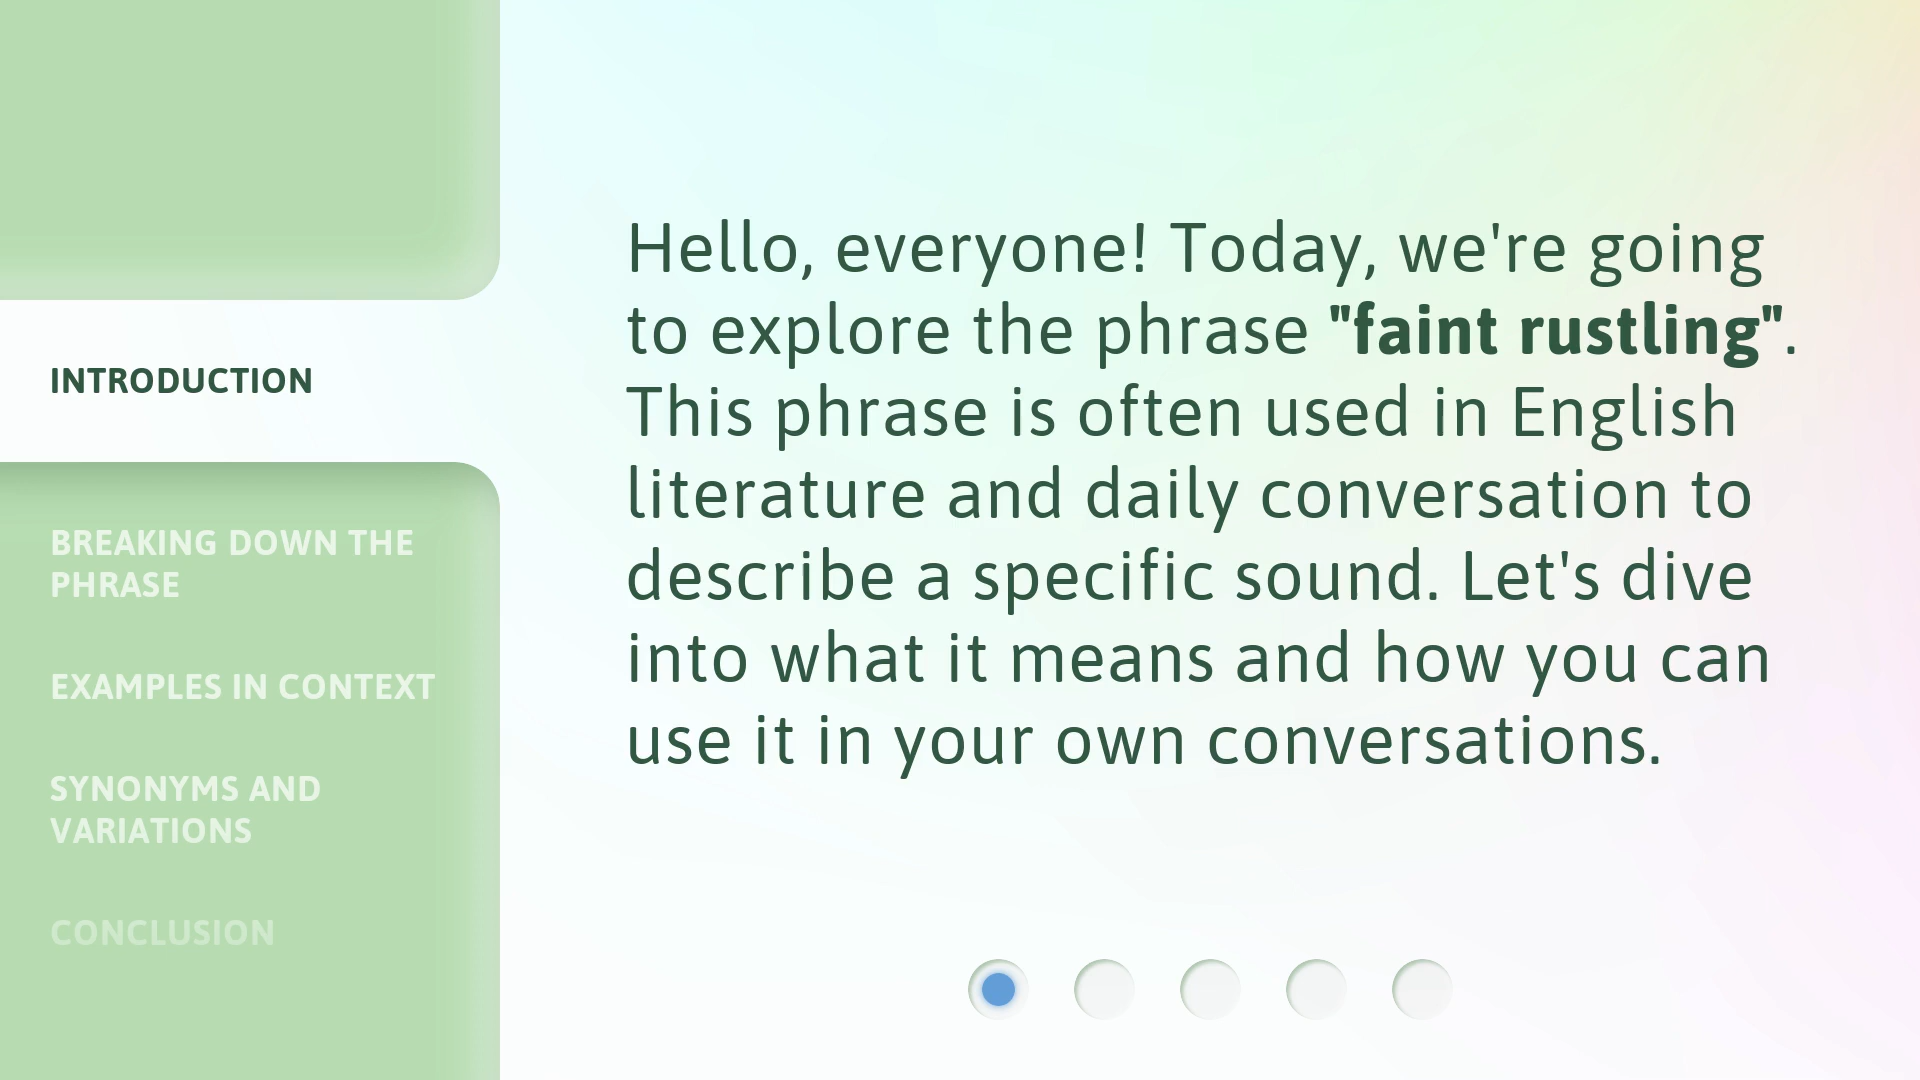 INTRODUCTION
BREAKING DOWN THE
PHRASE
EXAMPLES IN CONTEXT
SYNONYMS AND
VARIATIONS
CONCLUSION
Hello, everyone! Today, we're going
to explore the phrase "faint rustling".
This phrase is often used in English
literature and daily conversation to
describe a specific sound. Let's dive
into what it means and how you can
use it in your own conversations.